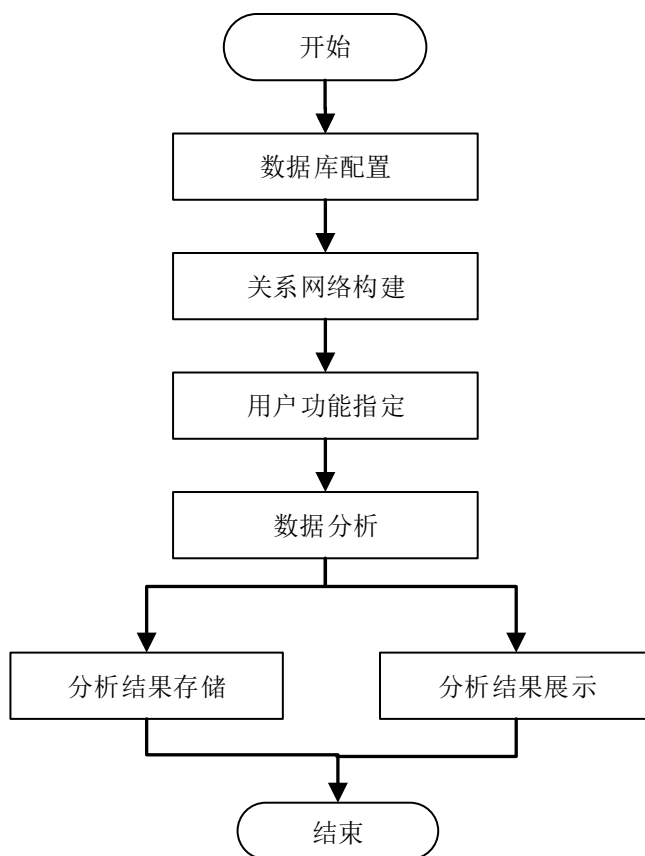 开始
数据库配置
关系网络构建
用户功能指定
数据分析
分析结果存储
分析结果展示
结束